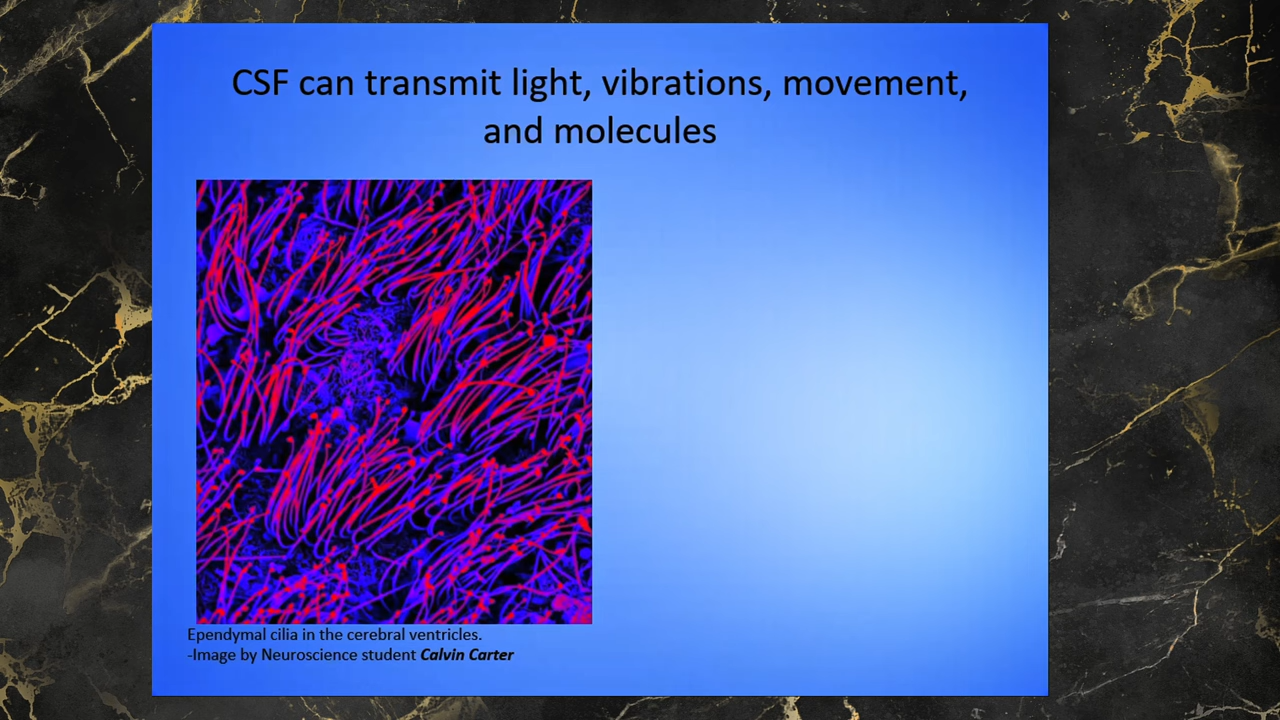 CSF can transmit light, vibrations, movement,
and molecules
Ependymal cilia in the cerebral ventricles.
-Image by Neuroscience student Calvin Carter